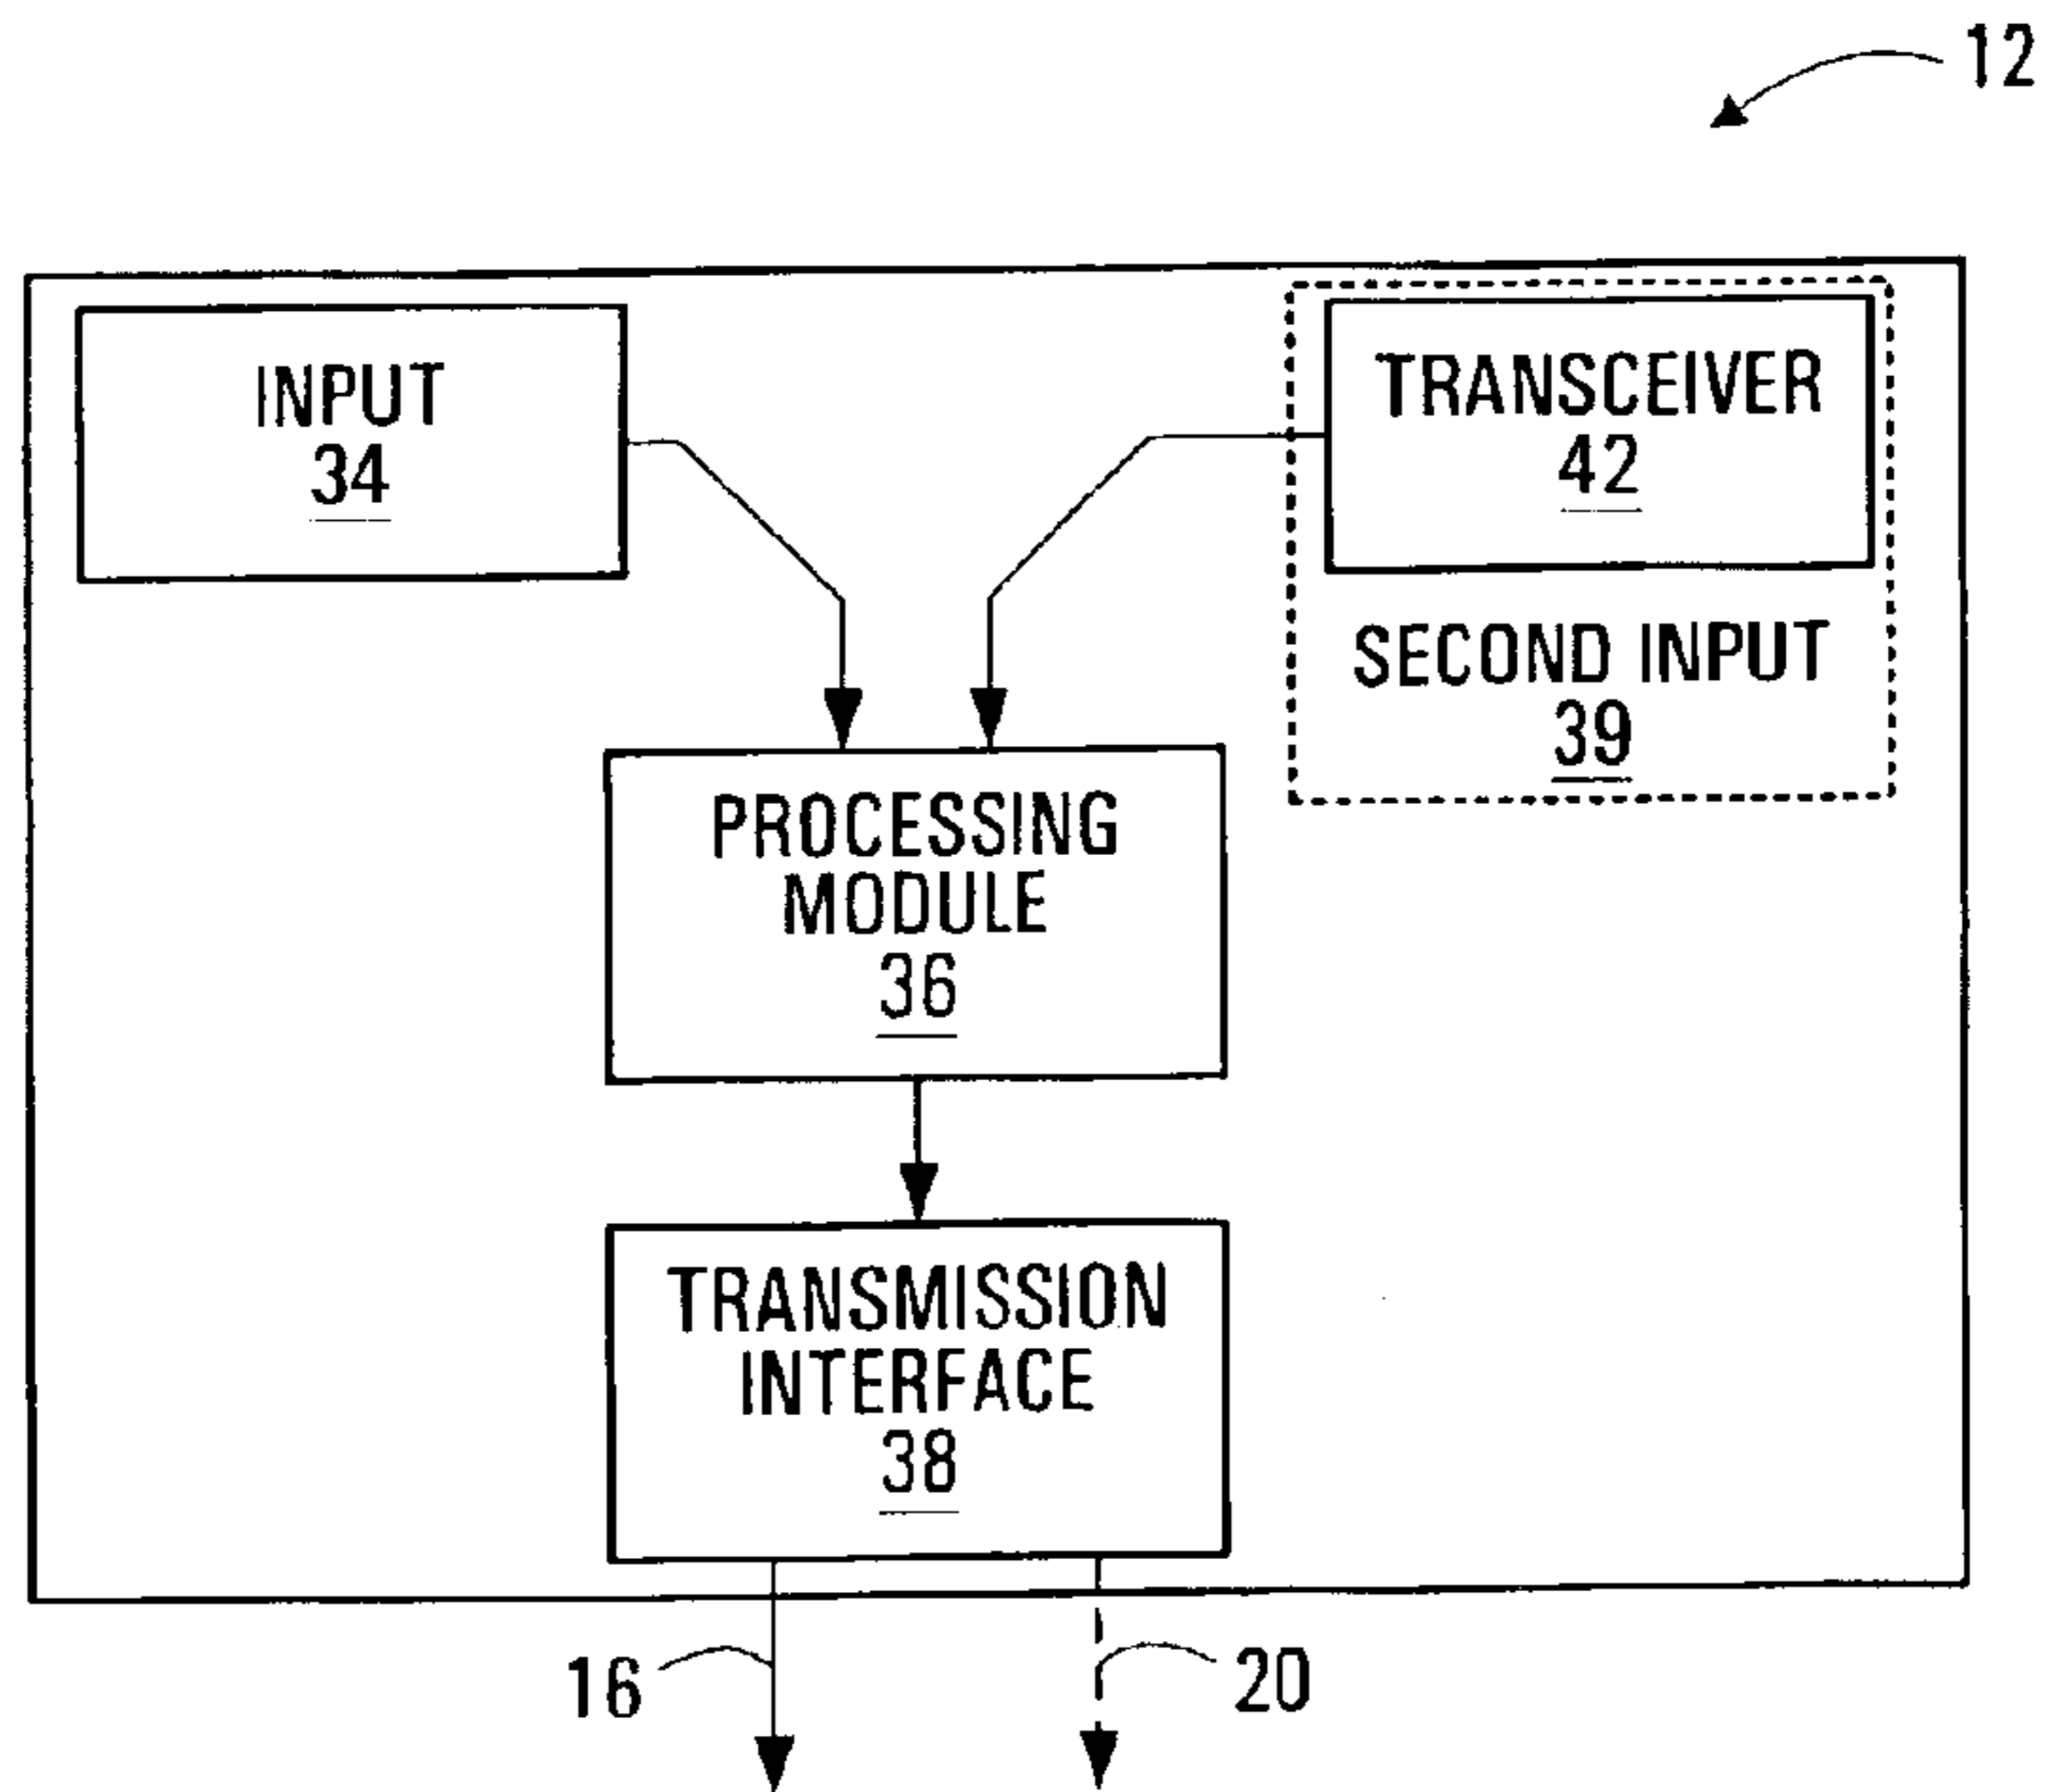 12
INPUT
34
TRANSCEIVER
42
SECOND INPUT
39
PROCESSING
MODULE
36
TRANSMISSION
INTERFACE
38
16
20